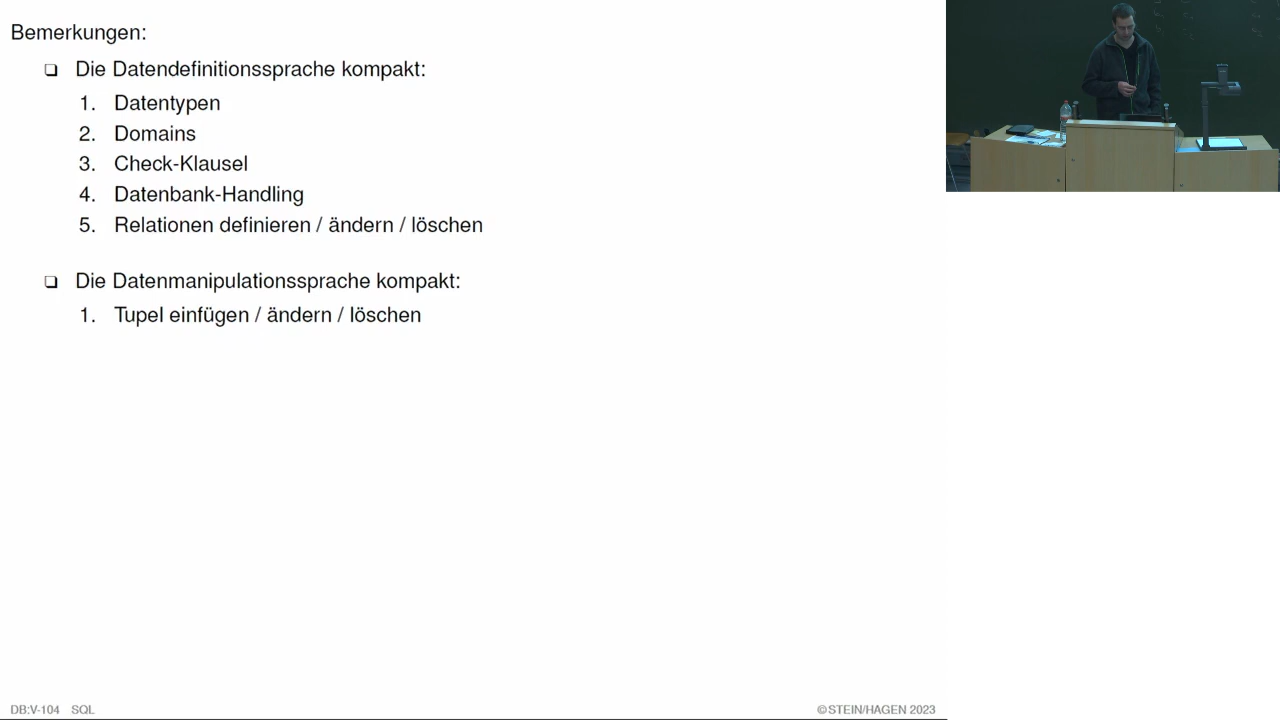 Bemerkungen:
❏ Die Datendefinitionssprache kompakt:
1. Datentypen
2. Domains
3. Check-Klausel
4. Datenbank-Handling
5. Relationen definieren / ändern / löschen
❏ Die Datenmanipulationssprache kompakt:
1. Tupel einfügen / ändern / löschen
DB:V-104 SQL
©STEIN/HAGEN 2023